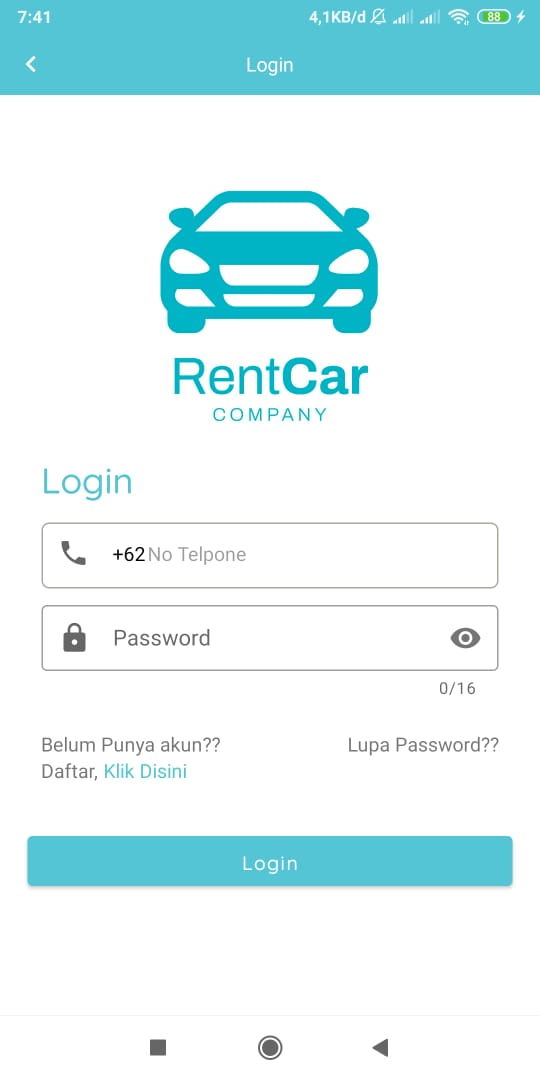 7:41 4,1KB/d 88
Login
RentCar
COMPANY
Login
+62 No Telpone
Password
0/16
Belum Punya akun?? Lupa Password??
Daftar, Klik Disini
Login